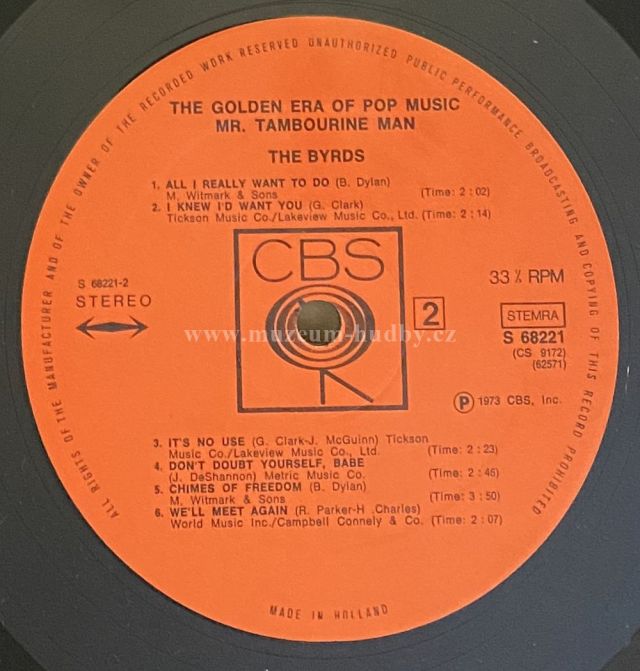 ALL RIGHTS OF THE MANUFACTURER AND OF THE OWNER OF THE RECORDED WORK RESERVED UNAUTHORIZED PUBLIC PERFORMANCE BROADCASTING AND COPYING OF THIS RECORD PROHIBITED
THE GOLDEN ERA OF POP MUSIC
MR. TAMBOURINE MAN
THE BYRDS
1. ALL I REALLY WANT TO DO (B. Dylan)
M. Witmark & Sons (Time: 2 : 02)
2. I KNEW I'D WANT YOU (G. Clark)
Tickson Music Co./Lakeview Music Co., Ltd. (Time: 2 : 14)
CBS
S 68221-2
STEREO
33⅓ RPM
2
STEMRA
S 68221
(CS 9172)
(62571)
www.muzeum-hudby.cz
Ⓟ 1973 CBS, Inc.
3. IT'S NO USE (G. Clark-J. McGuinn) Tickson
Music Co./Lakeview Music Co., Ltd. (Time: 2 : 23)
4. DON'T DOUBT YOURSELF, BABE
(J. DeShannon) Metric Music Co. (Time: 2 : 46)
5. CHIMES OF FREEDOM (B. Dylan)
M. Witmark & Sons (Time: 3 : 50)
6. WE'LL MEET AGAIN (R. Parker-H .Charles)
World Music Inc./Campbell Connely & Co. (Time: 2 : 07)
MADE IN HOLLAND